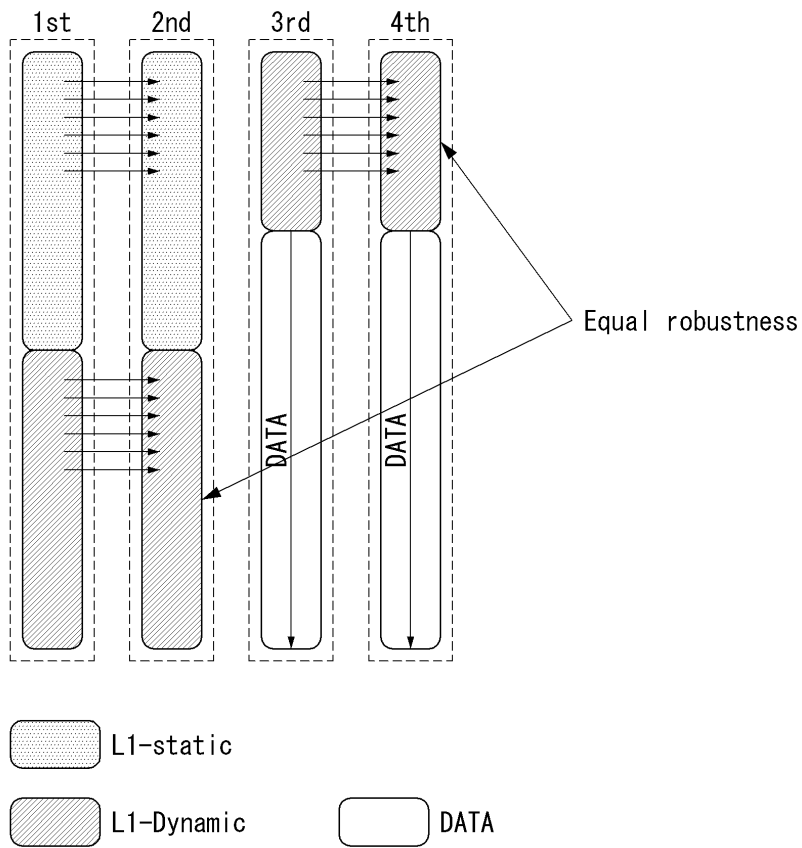 1st 2nd 3rd 4th
Equal robustness
DATA DATA
L1-static
L1-Dynamic DATA